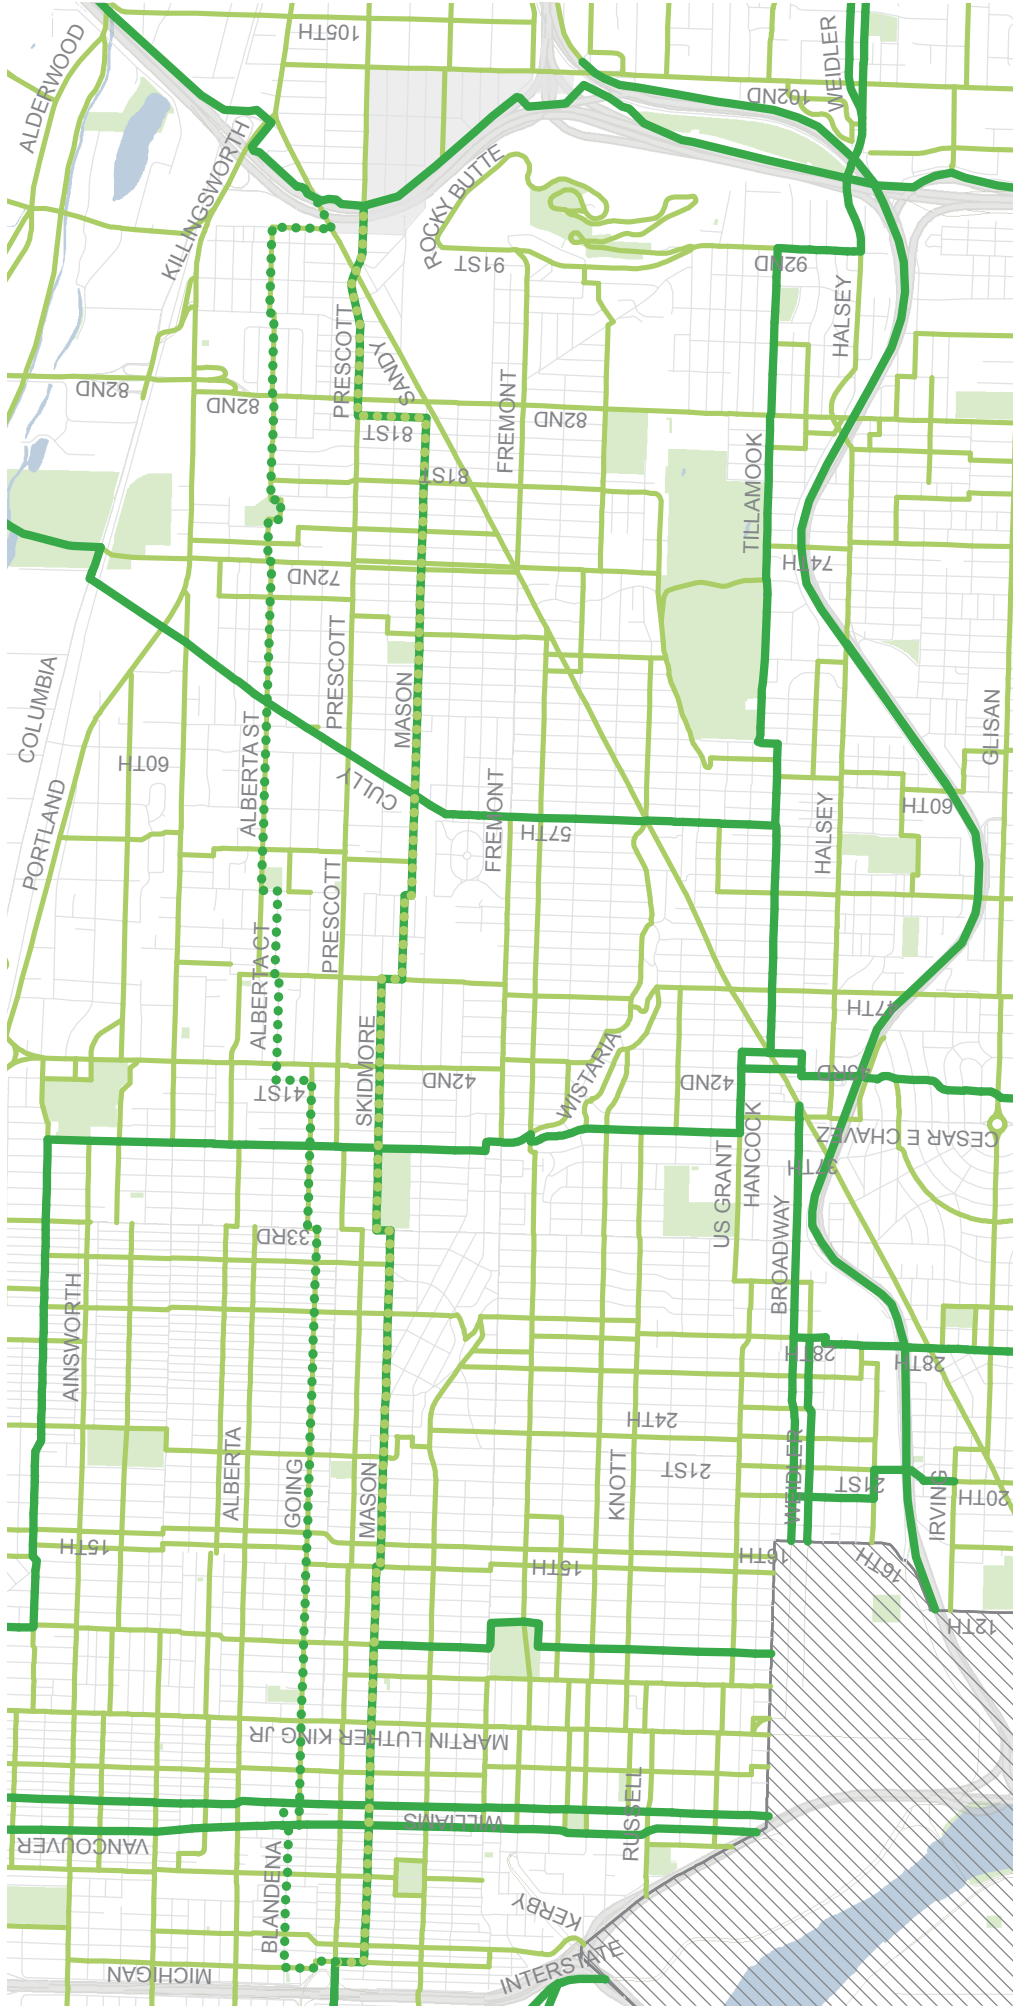 105TH
WEIDLER
ALDERWOOD
102ND
KILLINGSWORTH
ROCKY BUTTE
91ST
92ND
HALSEY
PRESCOTT
SANDY
82ND
82ND
82ND
81ST
FREMONT
81ST
TILLAMOOK
74TH
72ND
PRESCOTT
MASON
COLUMBIA
GLISAN
ALBERTA ST
60TH
CULLY
60TH
PORTLAND
FREMONT
57TH
HALSEY
PRESCOTT
ALBERTA CT
47TH
SKIDMORE
WISTARIA
42ND
42ND
43RD
41ST
HANCOCK
CESAR E CHAVEZ
37TH
US GRANT
33RD
BROADWAY
AINSWORTH
28TH
28TH
24TH
ALBERTA
21ST
KNOTT
GOING
MASON
WEIDLER
21ST
IRVING
20TH
15TH
15TH
16TH
16TH
12TH
MARTIN LUTHER KING JR
RUSSELL
WILLIAMS
VANCOUVER
BLANDENA
KERBY
INTERSTATE
MICHIGAN